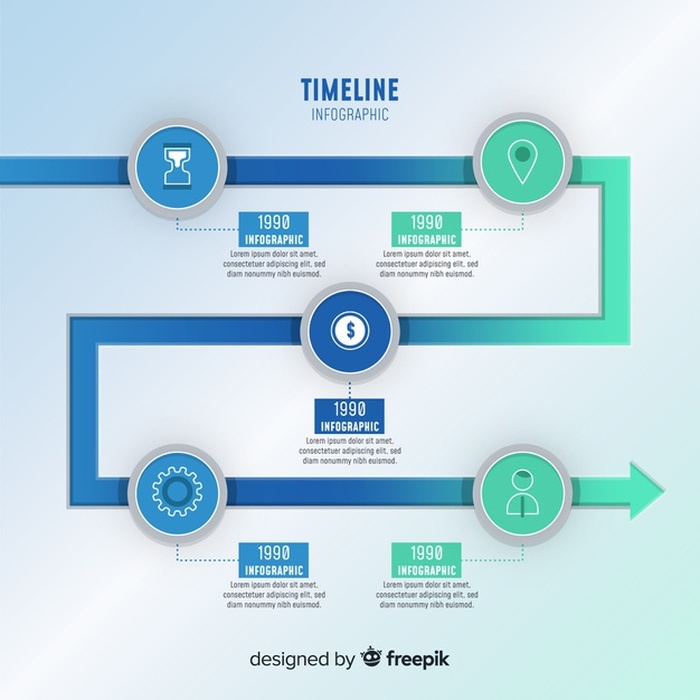 TIMELINE
INFOGRAPHIC
1990
INFOGRAPHIC
Lorem ipsum dolor sit amet,
consectetuer adipiscing elit, sed
diam nonummy nibh euismod.
1990
INFOGRAPHIC
Lorem ipsum dolor sit amet,
consectetuer adipiscing elit, sed
diam nonummy nibh euismod.
$
1990
INFOGRAPHIC
Lorem ipsum dolor sit amet,
consectetuer adipiscing elit, sed
diam nonummy nibh euismod.
1990
INFOGRAPHIC
Lorem ipsum dolor sit amet,
consectetuer adipiscing elit, sed
diam nonummy nibh euismod.
1990
INFOGRAPHIC
Lorem ipsum dolor sit amet,
consectetuer adipiscing elit, sed
diam nonummy nibh euismod.
designed by freepik